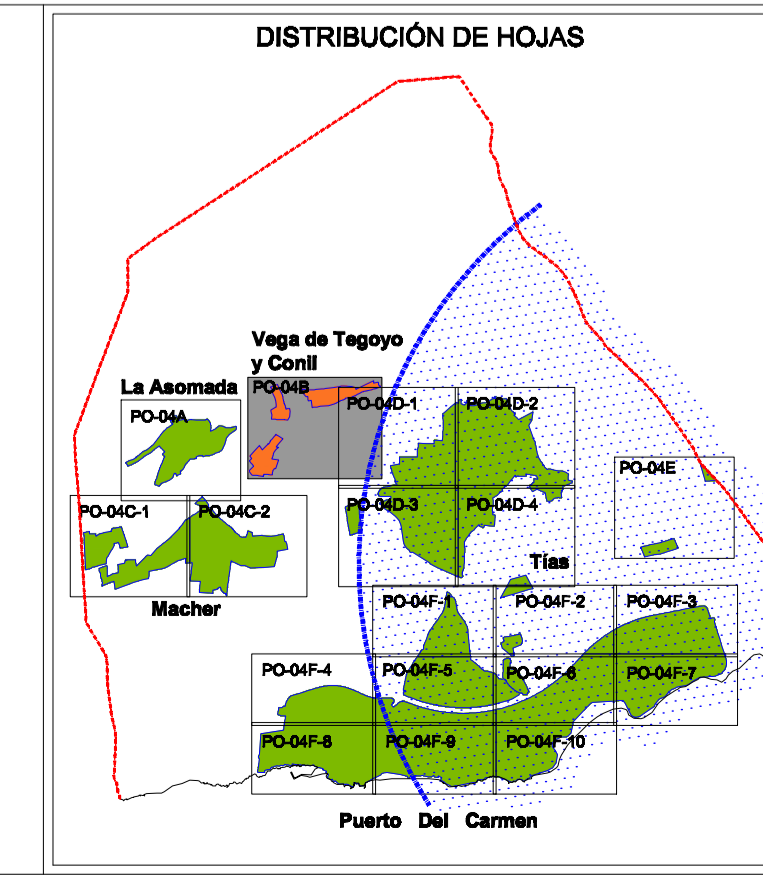 DISTRIBUCIÓN DE HOJAS
Vega de Tegoyo
y Conil
La Asomada
PO-04B
PO-04A
PO-04D-1
PO-04D-2
PO-04E
PO-04C-1
PO-04C-2
PO-04D-3
PO-04D-4
Tías
Macher
PO-04F-1
PO-04F-2
PO-04F-3
PO-04F-4
PO-04F-5
PO-04F-6
PO-04F-7
PO-04F-8
PO-04F-9
PO-04F-10
Puerto Del Carmen